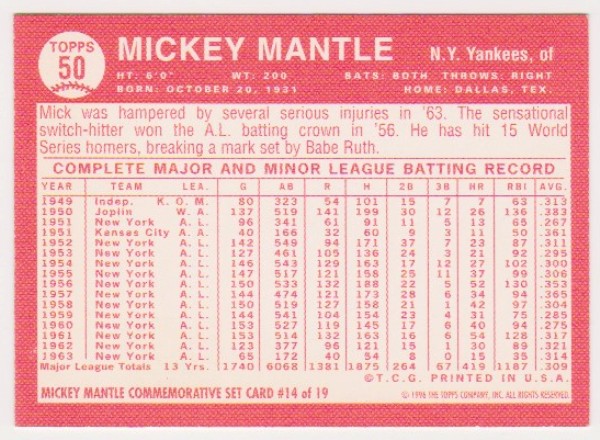 TOPPS 50
MICKEY MANTLE N.Y. Yankees, of
HT: 6'0" WT: 200 BATS: BOTH THROWS: RIGHT
BORN: OCTOBER 20, 1931 HOME: DALLAS, TEX.
Mick was hampered by several serious injuries in '63. The sensational
switch-hitter won the A.L. batting crown in '56. He has hit 15 World
Series homers, breaking a mark set by Babe Ruth.
COMPLETE MAJOR AND MINOR LEAGUE BATTING RECORD
YEAR TEAM G AB R H 2B 3B HR RBI AVG.
1949 Indep. K. O. M. 80 323 54 101 15 7 7 63 .313
1950 Joplin W. A. 137 519 141 199 30 12 26 136 .383
1951 New York A. L. 96 341 61 91 11 5 13 65 .267
1951 Kansas City A. A. 40 166 32 60 9 3 11 50 .361
1952 New York A. L. 142 549 94 171 37 7 23 87 .311
1953 New York A. L. 127 461 105 136 24 3 21 92 .295
1954 New York A. L. 146 543 129 163 17 12 27 102 .300
1955 New York A. L. 147 517 121 158 25 11 37 99 .306
1956 New York A. L. 150 533 132 188 22 5 52 130 .353
1957 New York A. L. 144 474 121 173 28 6 34 94 .365
1958 New York A. L. 150 519 127 158 21 1 42 97 .304
1959 New York A. L. 144 541 104 154 23 4 31 75 .285
1960 New York A. L. 153 527 119 145 17 6 40 94 .275
1961 New York A. L. 153 514 132 163 16 6 54 128 .317
1962 New York A. L. 123 377 96 121 15 1 30 89 .321
1963 New York A. L. 65 172 40 54 8 0 15 35 .314
Major League Totals 13 Yrs. 1740 6068 1381 1875 264 67 419 1187 .309
©T.C.G. PRINTED IN U.S.A.
MICKEY MANTLE COMMEMORATIVE SET CARD #14 of 19 © 1996 THE TOPPS COMPANY, INC. ALL RIGHTS RESERVED.